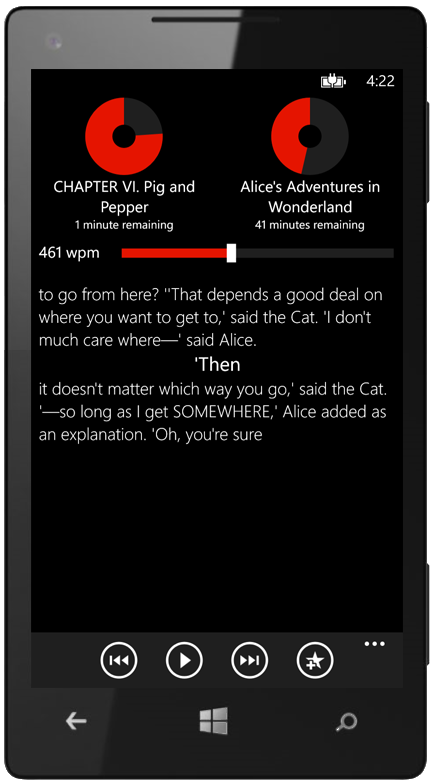 4:22
CHAPTER VI. Pig and
Pepper
1 minute remaining
Alice's Adventures in
Wonderland
41 minutes remaining
461 wpm
to go from here? ''That depends a good deal on
where you want to get to,' said the Cat. 'I don't
much care where—' said Alice.
'Then
it doesn't matter which way you go,' said the Cat.
'—so long as I get SOMEWHERE,' Alice added as
an explanation. 'Oh, you're sure